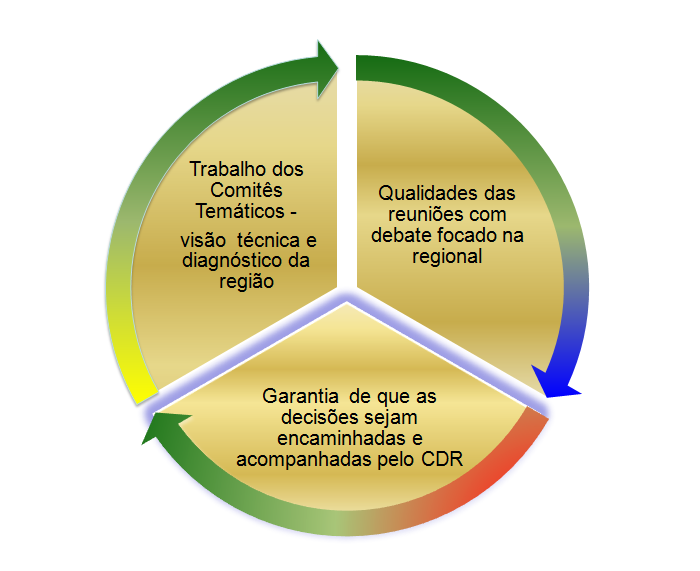 Trabalho dos
Comitês
Temáticos -
visão técnica e
diagnóstico da
região
Qualidades das
reuniões com
debate focado na
regional
Garantia de que as
decisões sejam
encaminhadas e
acompanhadas pelo CDR